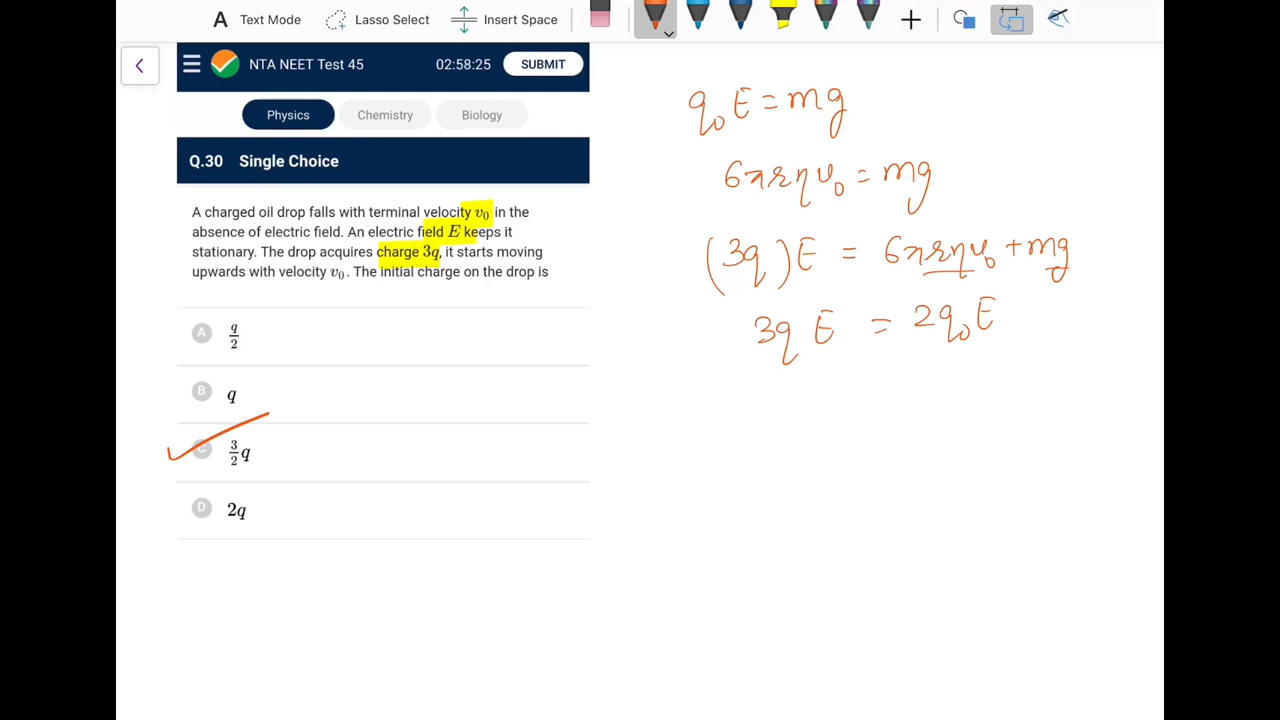 A Text Mode Lasso Select Insert Space
NTA NEET Test 45 02:58:25 SUBMIT
Physics Chemistry Biology
Q.30 Single Choice
A charged oil drop falls with terminal velocity v₀ in the
absence of electric field. An electric field E keeps it
stationary. The drop acquires charge 3q, it starts moving
upwards with velocity v₀. The initial charge on the drop is
A q/2
B q
C 3/2 q
D 2q
q₀E = mg
6πrηv₀ = mg
(3q)E = 6πrηv₀ + mg
3qE = 2q₀E